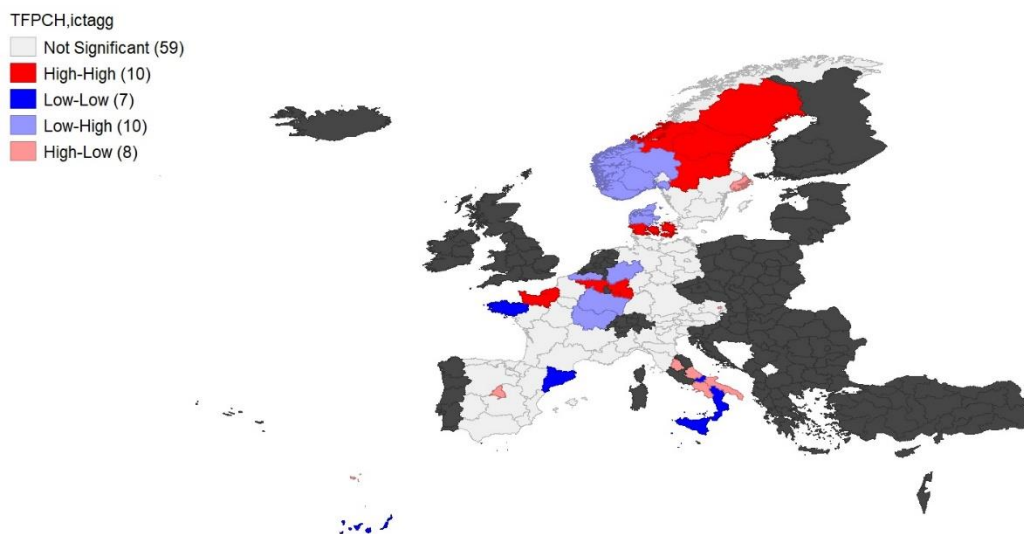 TFPCH,ictagg
Not Significant (59)
High-High (10)
Low-Low (7)
Low-High (10)
High-Low (8)